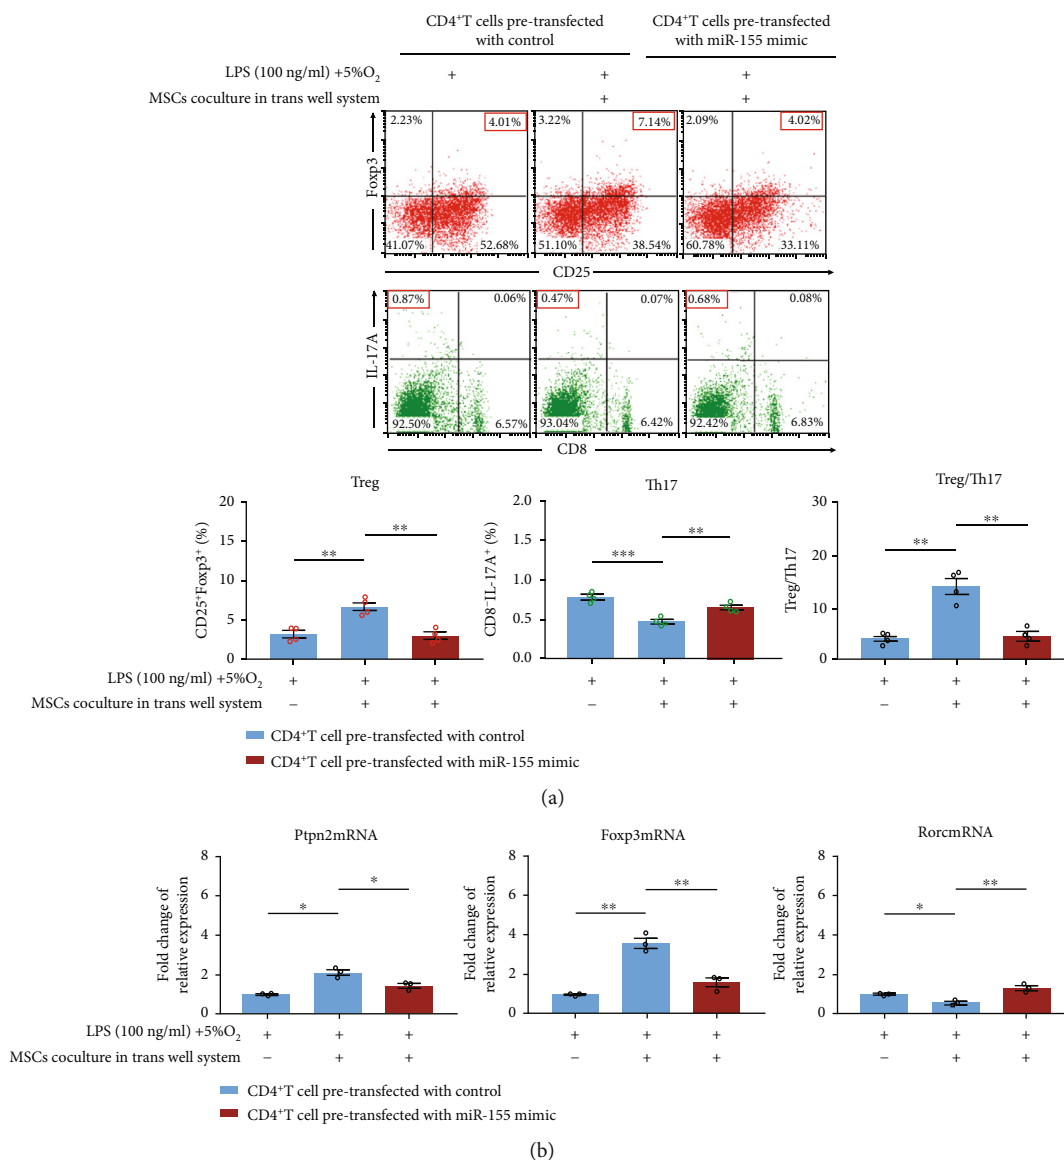 CD4⁺T cells pre-transfected with control
CD4⁺T cells pre-transfected with miR-155 mimic
LPS (100 ng/ml) +5%O₂ + + +
MSCs coculture in trans well system + +
Foxp3
2.23% 4.01% 3.22% 7.14% 2.09% 4.02%
41.07% 52.68% 51.10% 38.54% 60.78% 33.11%
CD25
IL-17A
0.87% 0.06% 0.47% 0.07% 0.68% 0.08%
92.50% 6.57% 93.04% 6.42% 92.42% 6.83%
CD8
Treg
CD25⁺Foxp3⁺ (%)
20
15
10
5
0
** **
Th17
CD8⁻IL-17A⁺ (%)
2.0
1.5
1.0
0.5
0.0
*** **
Treg/Th17
Treg/Th17
30
20
10
0
** **
LPS (100 ng/ml) +5%O₂ + + + + + + + + +
MSCs coculture in trans well system – + + – + + – + +
CD4⁺T cell pre-transfected with control
CD4⁺T cell pre-transfected with miR-155 mimic
(a)
Ptpn2mRNA
Fold change of
relative expression
8
6
4
2
0
* *
Foxp3mRNA
Fold change of
relative expression
8
6
4
2
0
** **
RorcmRNA
Fold change of
relative expression
8
6
4
2
0
* **
LPS (100 ng/ml) +5%O₂ + + + + + + + + +
MSCs coculture in trans well system – + + – + + – + +
CD4⁺T cell pre-transfected with control
CD4⁺T cell pre-transfected with miR-155 mimic
(b)